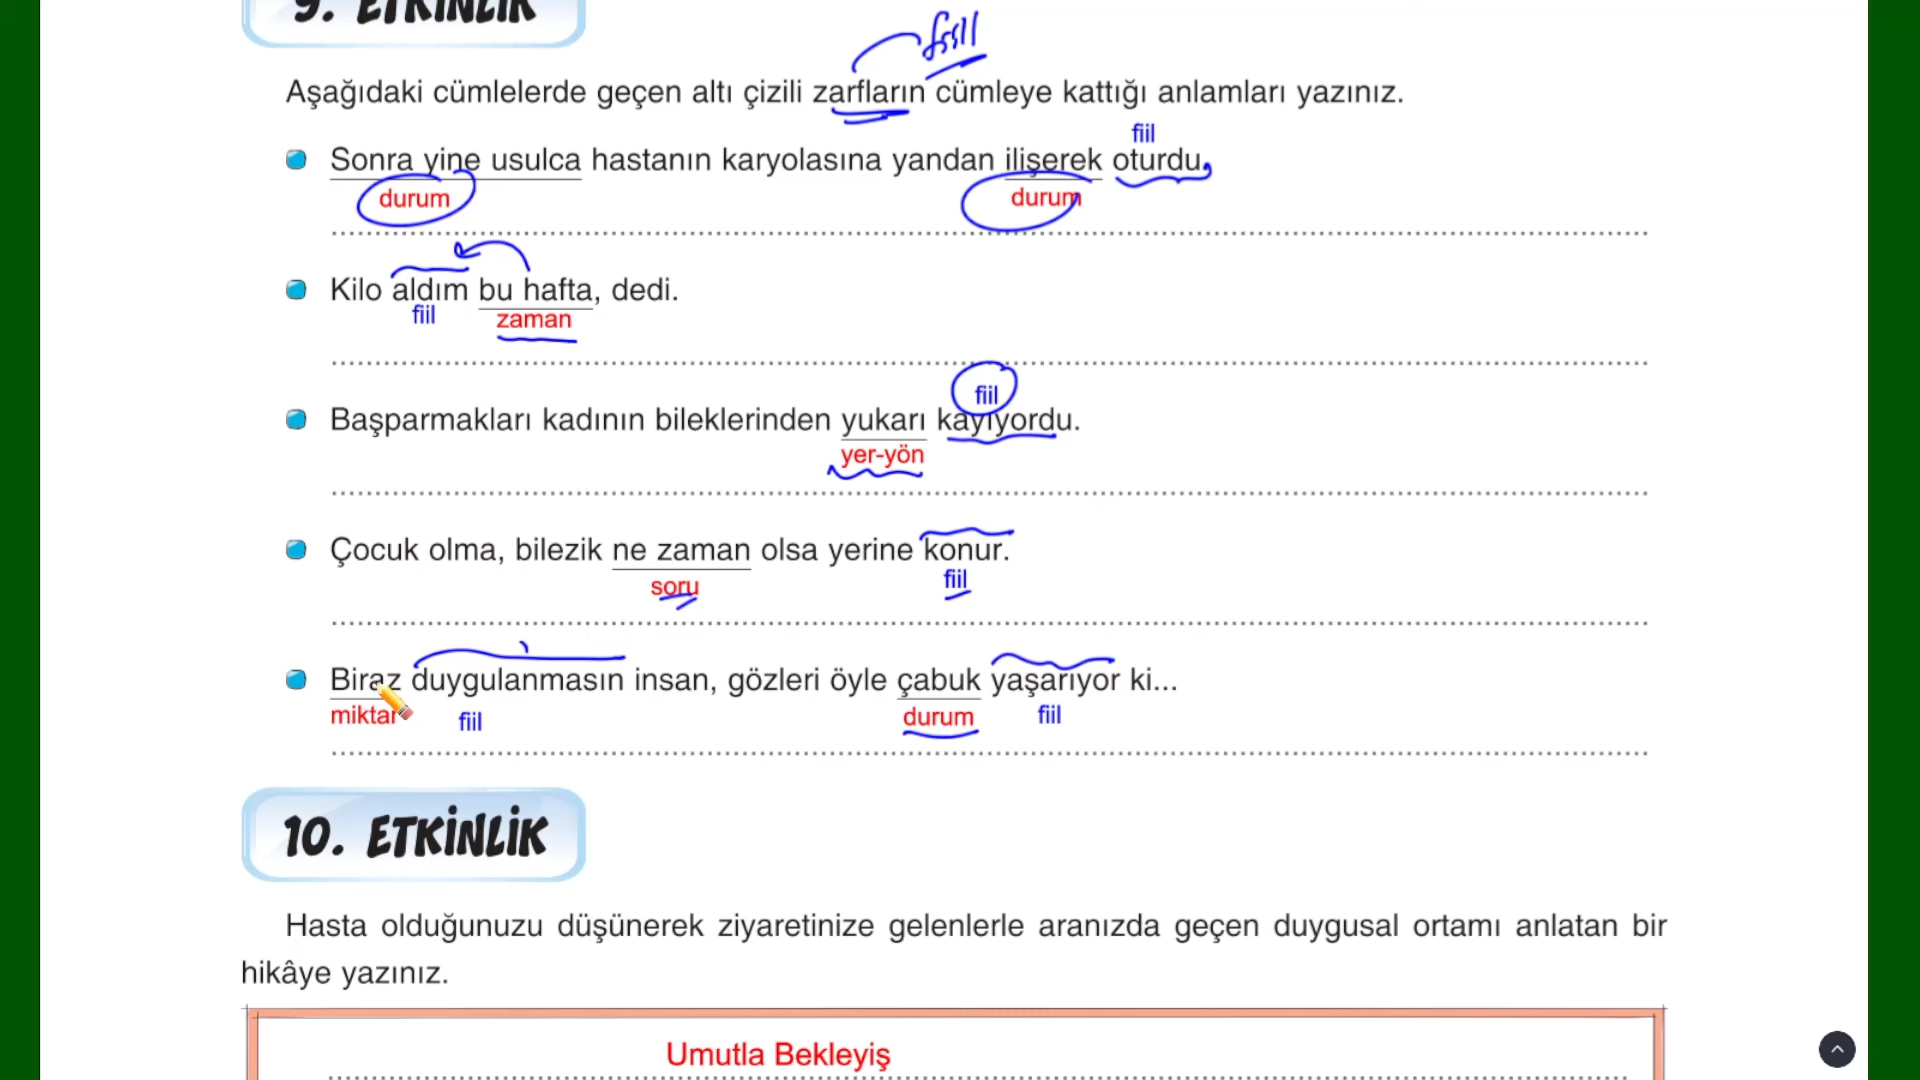 9. ETKİNLİK
fiil
Aşağıdaki cümlelerde geçen altı çizili zarfların cümleye kattığı anlamları yazınız.
fiil
Sonra yine usulca hastanın karyolasına yandan ilişerek oturdu.
durum durum
Kilo aldım bu hafta, dedi.
fiil zaman
fiil
Başparmakları kadının bileklerinden yukarı kayıyordu.
yer-yön
Çocuk olma, bilezik ne zaman olsa yerine konur.
soru fiil
Biraz duygulanmasın insan, gözleri öyle çabuk yaşarıyor ki...
miktar fiil durum fiil
10. ETKİNLİK
Hasta olduğunuzu düşünerek ziyaretinize gelenlerle aranızda geçen duygusal ortamı anlatan bir
hikâye yazınız.
Umutla Bekleyiş